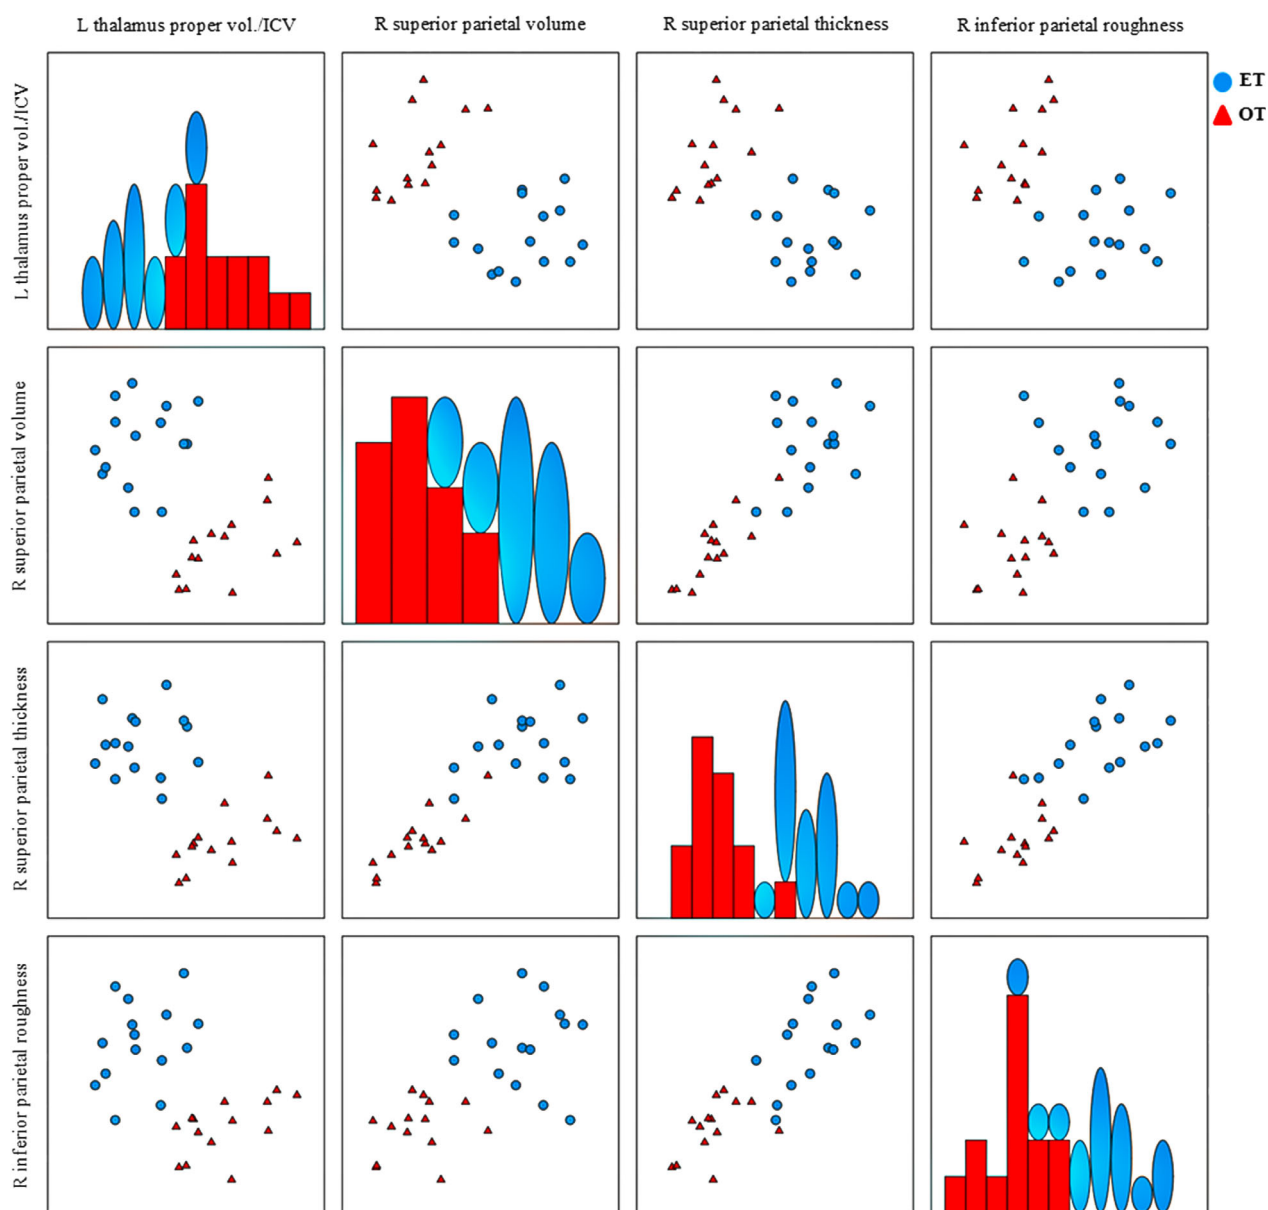 L thalamus proper vol./ICV
R superior parietal volume
R superior parietal thickness
R inferior parietal roughness
L thalamus proper vol./ICV
ET
OT
R superior parietal volume
R superior parietal thickness
R inferior parietal roughness